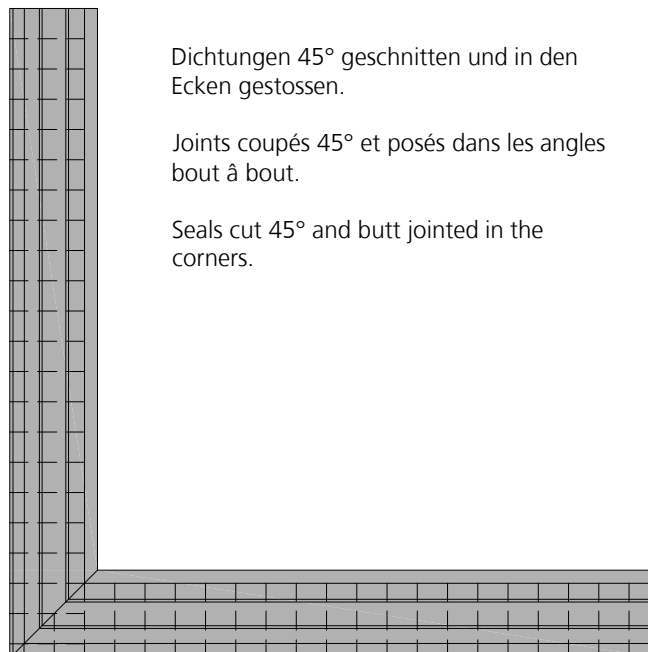 Dichtungen 45° geschnitten und in den
Ecken gestossen.
Joints coupés 45° et posés dans les angles
bout â bout.
Seals cut 45° and butt jointed in the
corners.